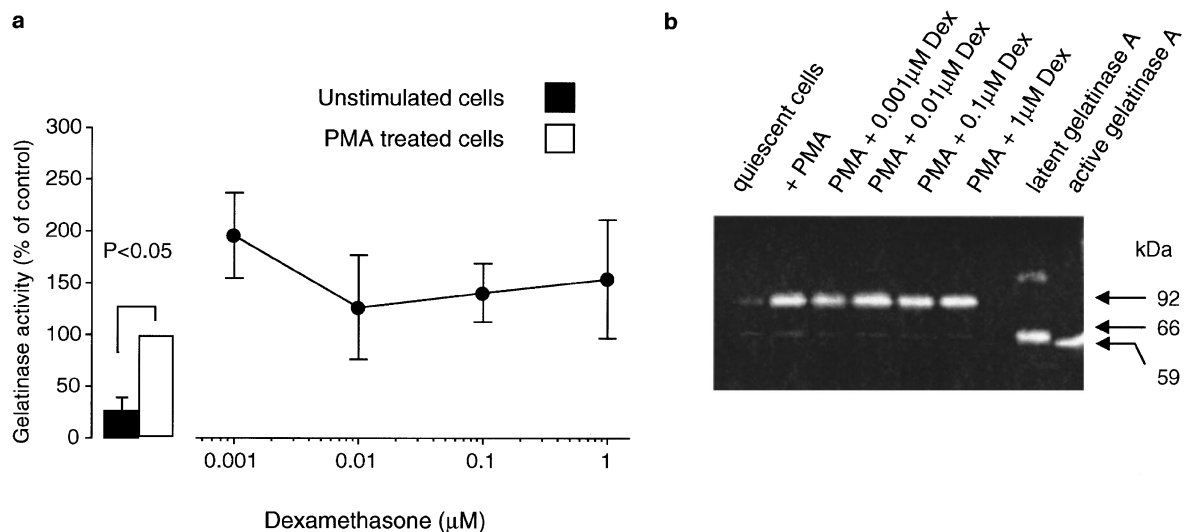 a
Unstimulated cells
PMA treated cells
Gelatinase activity (% of control)
300
250
200
150
100
50
0
P<0.05
0.001
0.01
0.1
1
Dexamethasone (µM)
b
quiescent cells
+ PMA
PMA + 0.001µM Dex
PMA + 0.01µM Dex
PMA + 0.1µM Dex
PMA + 1µM Dex
latent gelatinase A
active gelatinase A
kDa
92
66
59